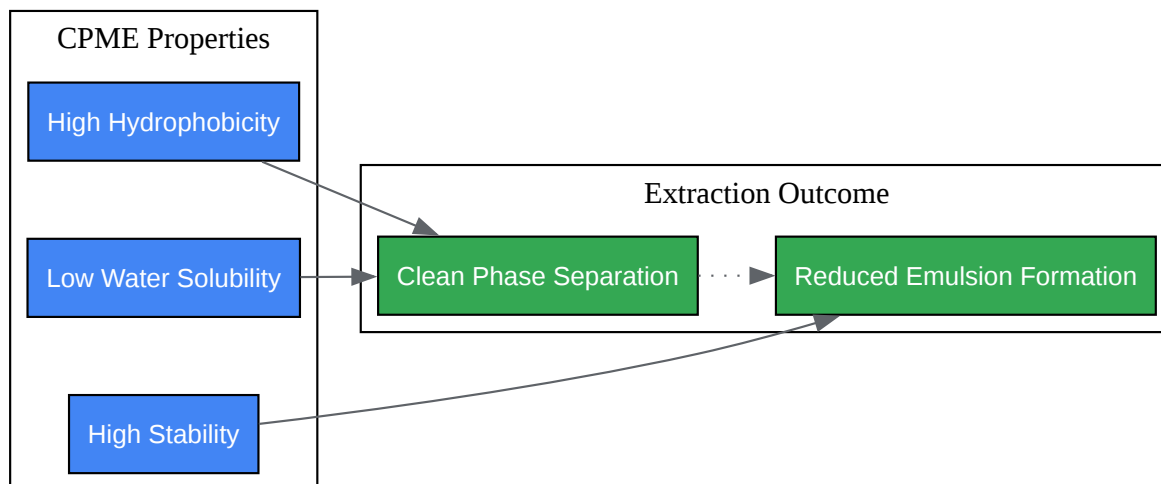 CPME Properties
High Hydrophobicity
Low Water Solubility
High Stability
Extraction Outcome
Clean Phase Separation
Reduced Emulsion Formation